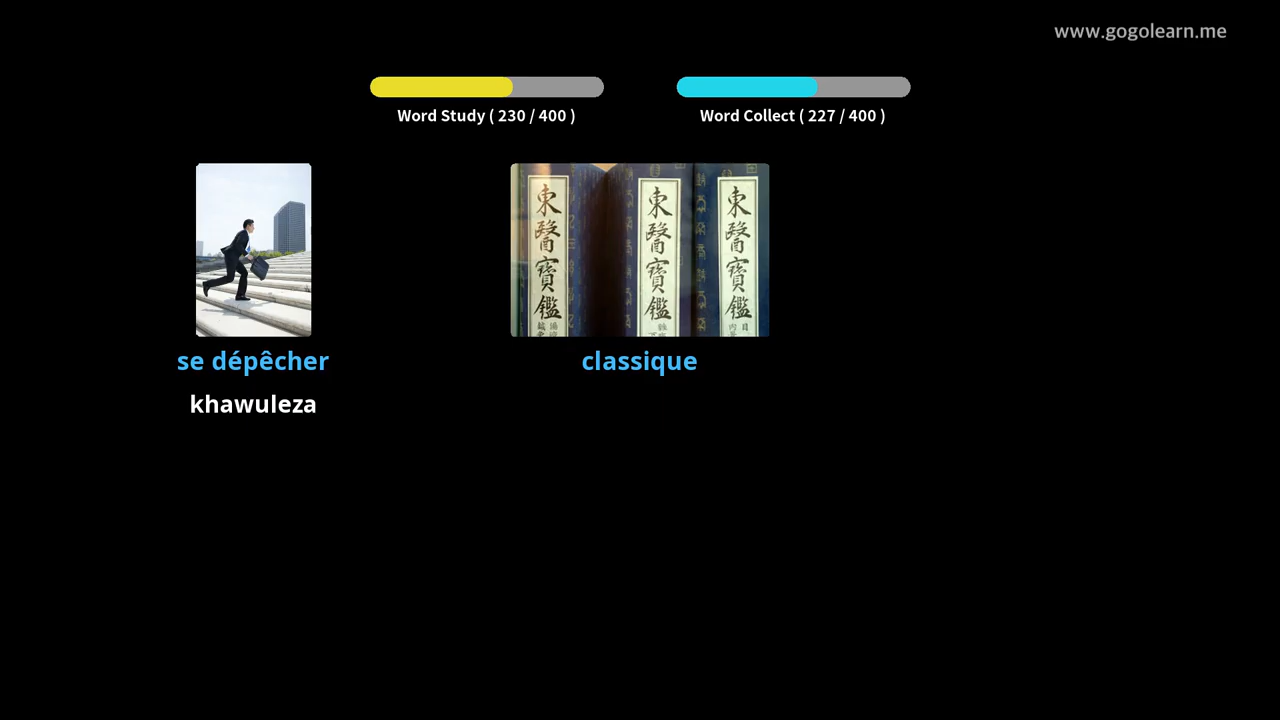 www.gogolearn.me
Word Study ( 230 / 400 )
Word Collect ( 227 / 400 )
東醫寶鑑
東醫寶鑑
東醫寶鑑
se dépêcher
classique
khawuleza